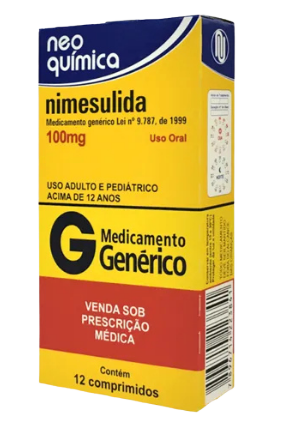 neo
química
nimesulida
Medicamento genérico Lei nº 9.787, de 1999
100mg
Uso Oral
USO ADULTO E PEDIÁTRICO
ACIMA DE 12 ANOS
G
Medicamento
Genérico
VENDA SOB
PRESCRIÇÃO
MÉDICA
Contém
12 comprimidos